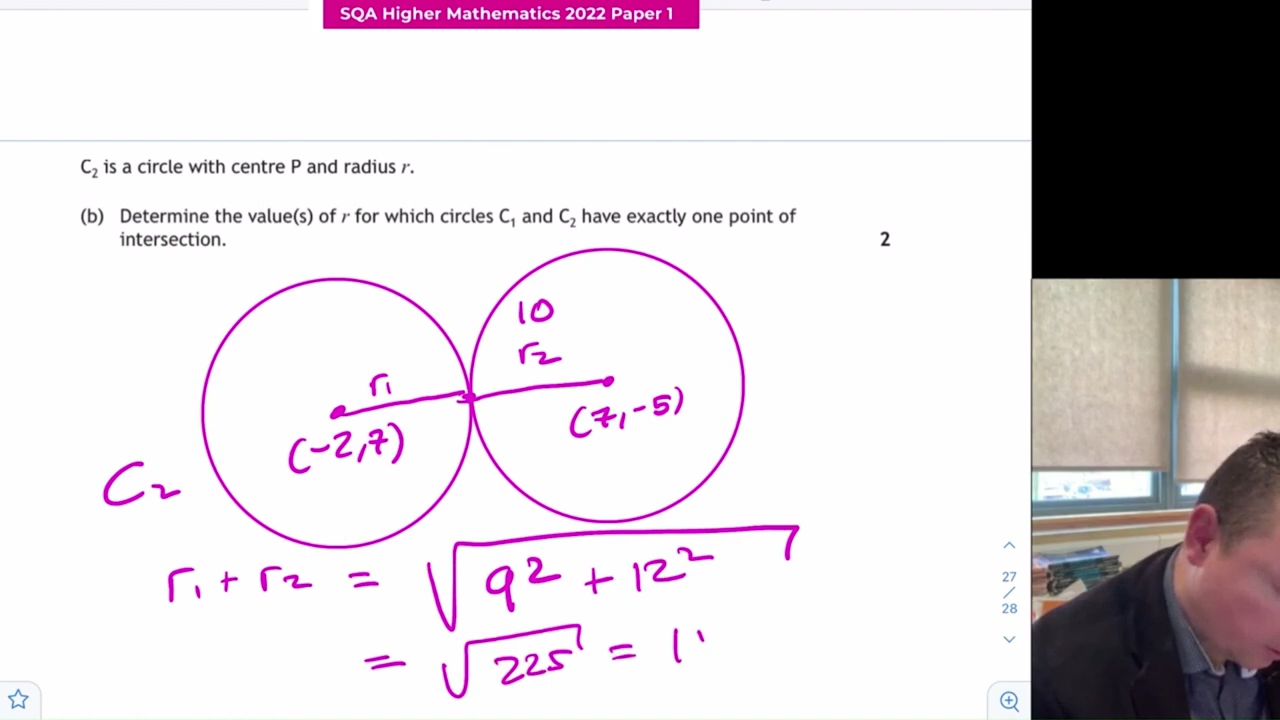 SQA Higher Mathematics 2022 Paper 1
C₂ is a circle with centre P and radius r.
(b) Determine the value(s) of r for which circles C₁ and C₂ have exactly one point of
intersection. 2
10
r₂
r₁
(7,-5)
(-2,7)
C₂
r₁ + r₂ = √9² + 12²
= √225 = 1
27
/
28